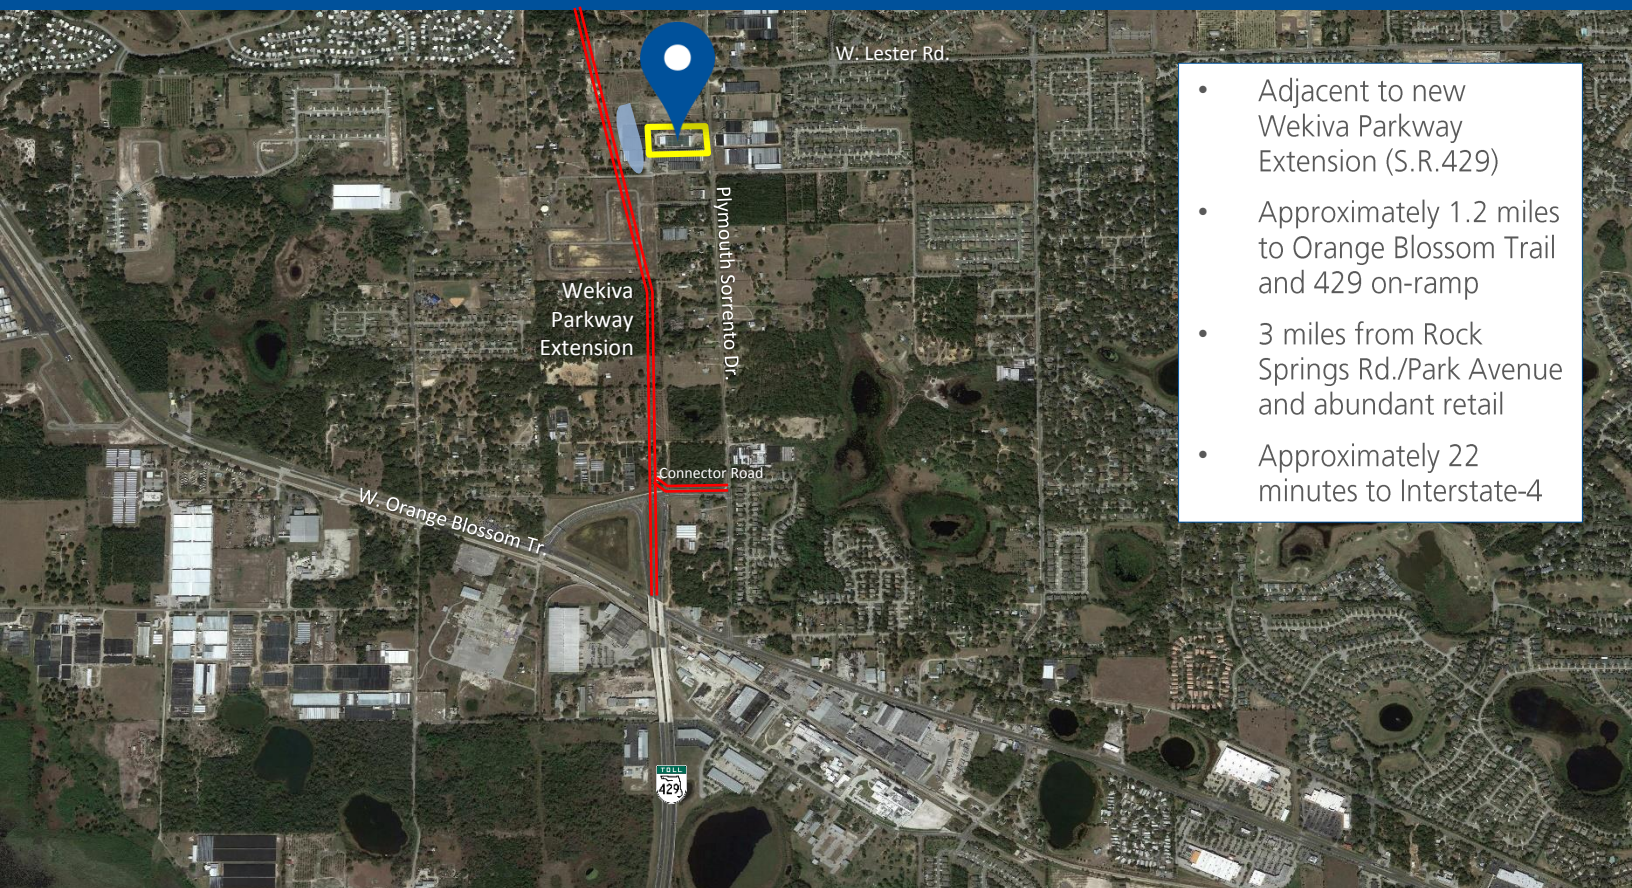 W. Lester Rd.
• Adjacent to new
Wekiva Parkway
Extension (S.R.429)
• Approximately 1.2 miles
to Orange Blossom Trail
and 429 on-ramp
• 3 miles from Rock
Springs Rd./Park Avenue
and abundant retail
• Approximately 22
minutes to Interstate-4
Plymouth Sorrento Dr.
Wekiva
Parkway
Extension
Connector Road
W. Orange Blossom Tr.
TOLL
429